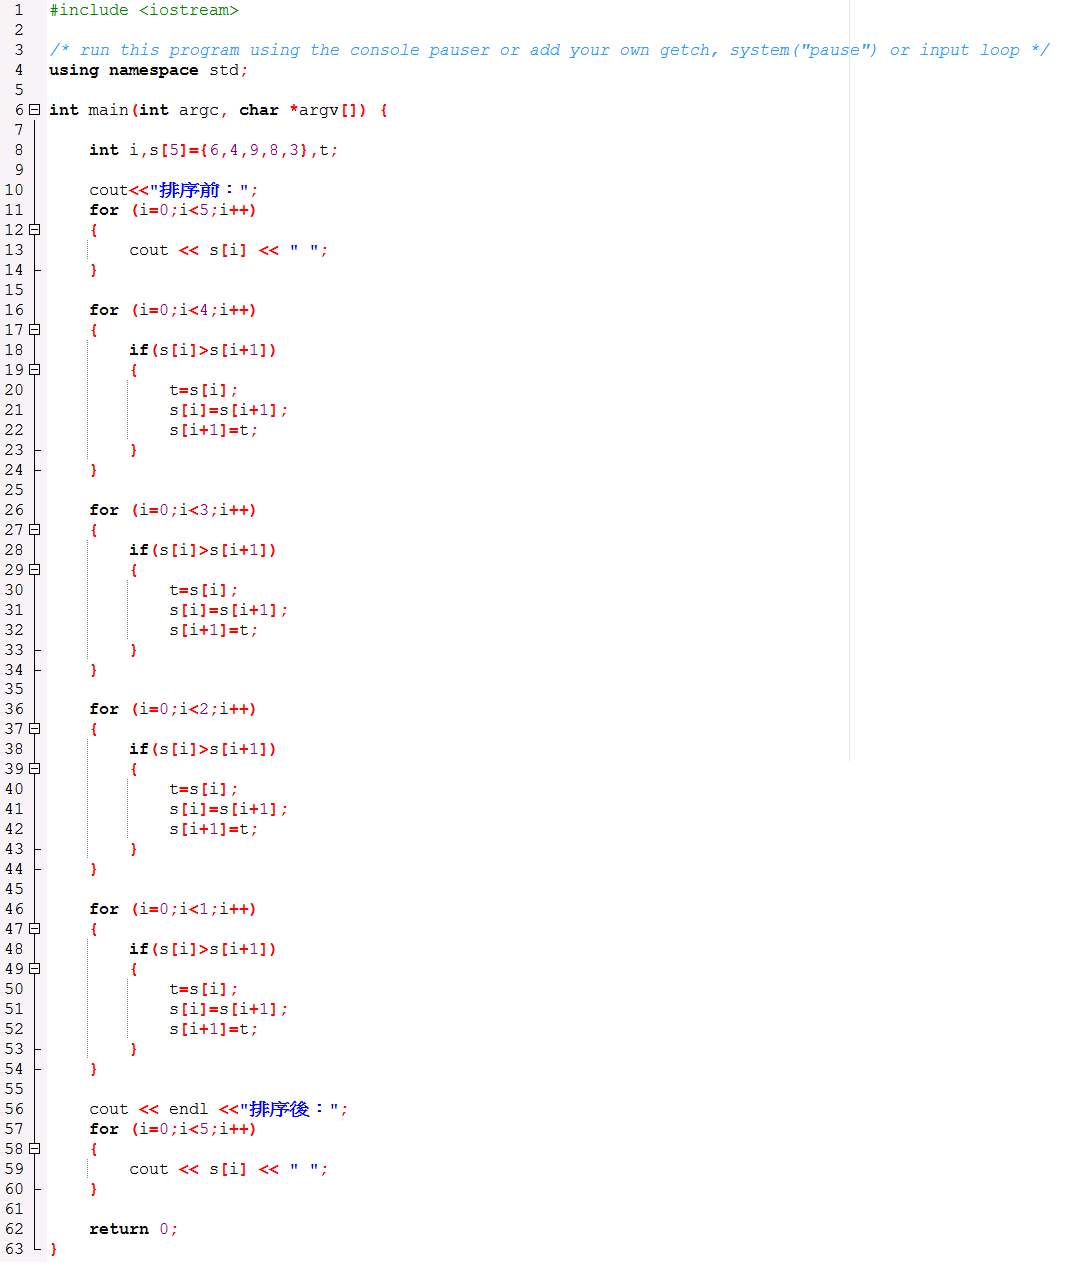 1 #include <iostream>
2
3 /* run this program using the console pauser or add your own getch, system("pause") or input loop */
4 using namespace std;
5
6 int main(int argc, char *argv[]) {
7
8 int i,s[5]={6,4,9,8,3},t;
9
10 cout<<"排序前：";
11 for (i=0;i<5;i++)
12 {
13 cout << s[i] << " ";
14 }
15
16 for (i=0;i<4;i++)
17 {
18 if(s[i]>s[i+1])
19 {
20 t=s[i];
21 s[i]=s[i+1];
22 s[i+1]=t;
23 }
24 }
25
26 for (i=0;i<3;i++)
27 {
28 if(s[i]>s[i+1])
29 {
30 t=s[i];
31 s[i]=s[i+1];
32 s[i+1]=t;
33 }
34 }
35
36 for (i=0;i<2;i++)
37 {
38 if(s[i]>s[i+1])
39 {
40 t=s[i];
41 s[i]=s[i+1];
42 s[i+1]=t;
43 }
44 }
45
46 for (i=0;i<1;i++)
47 {
48 if(s[i]>s[i+1])
49 {
50 t=s[i];
51 s[i]=s[i+1];
52 s[i+1]=t;
53 }
54 }
55
56 cout << endl <<"排序後：";
57 for (i=0;i<5;i++)
58 {
59 cout << s[i] << " ";
60 }
61
62 return 0;
63 }